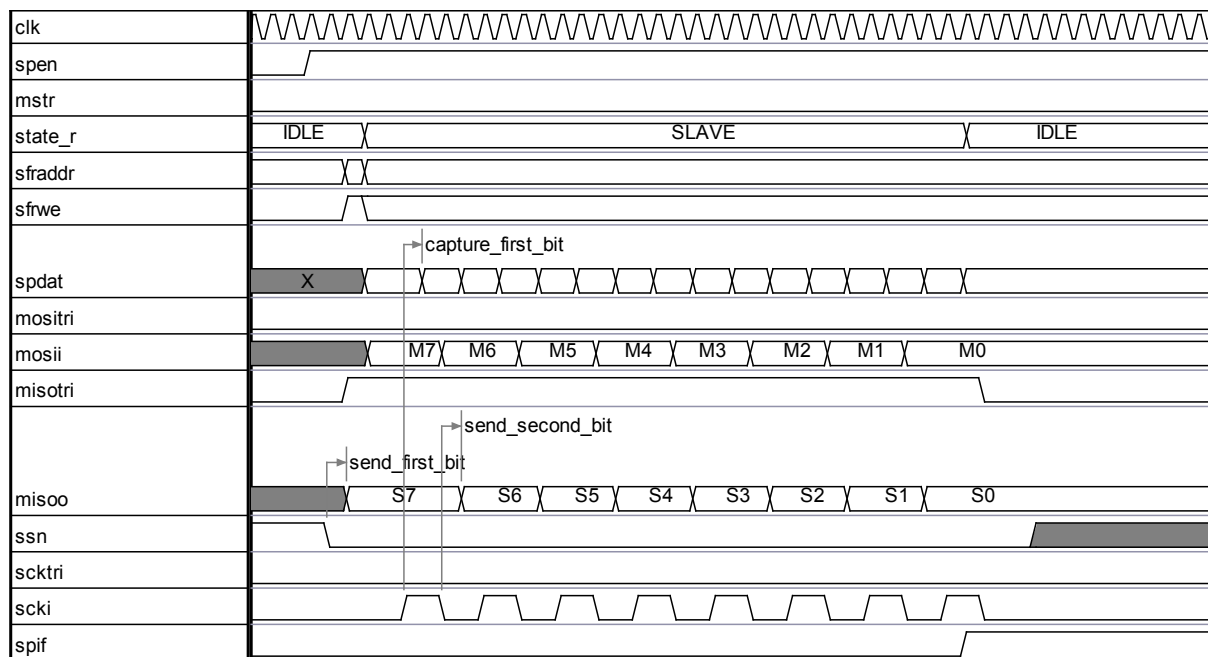 clk
spen
mstr
state_r IDLE SLAVE IDLE
sfraddr
sfrwe
capture_first_bit
spdat X
mositri
mosii M7 M6 M5 M4 M3 M2 M1 M0
misotri
send_second_bit
send_first_bit
misoo S7 S6 S5 S4 S3 S2 S1 S0
ssn
scktri
scki
spif